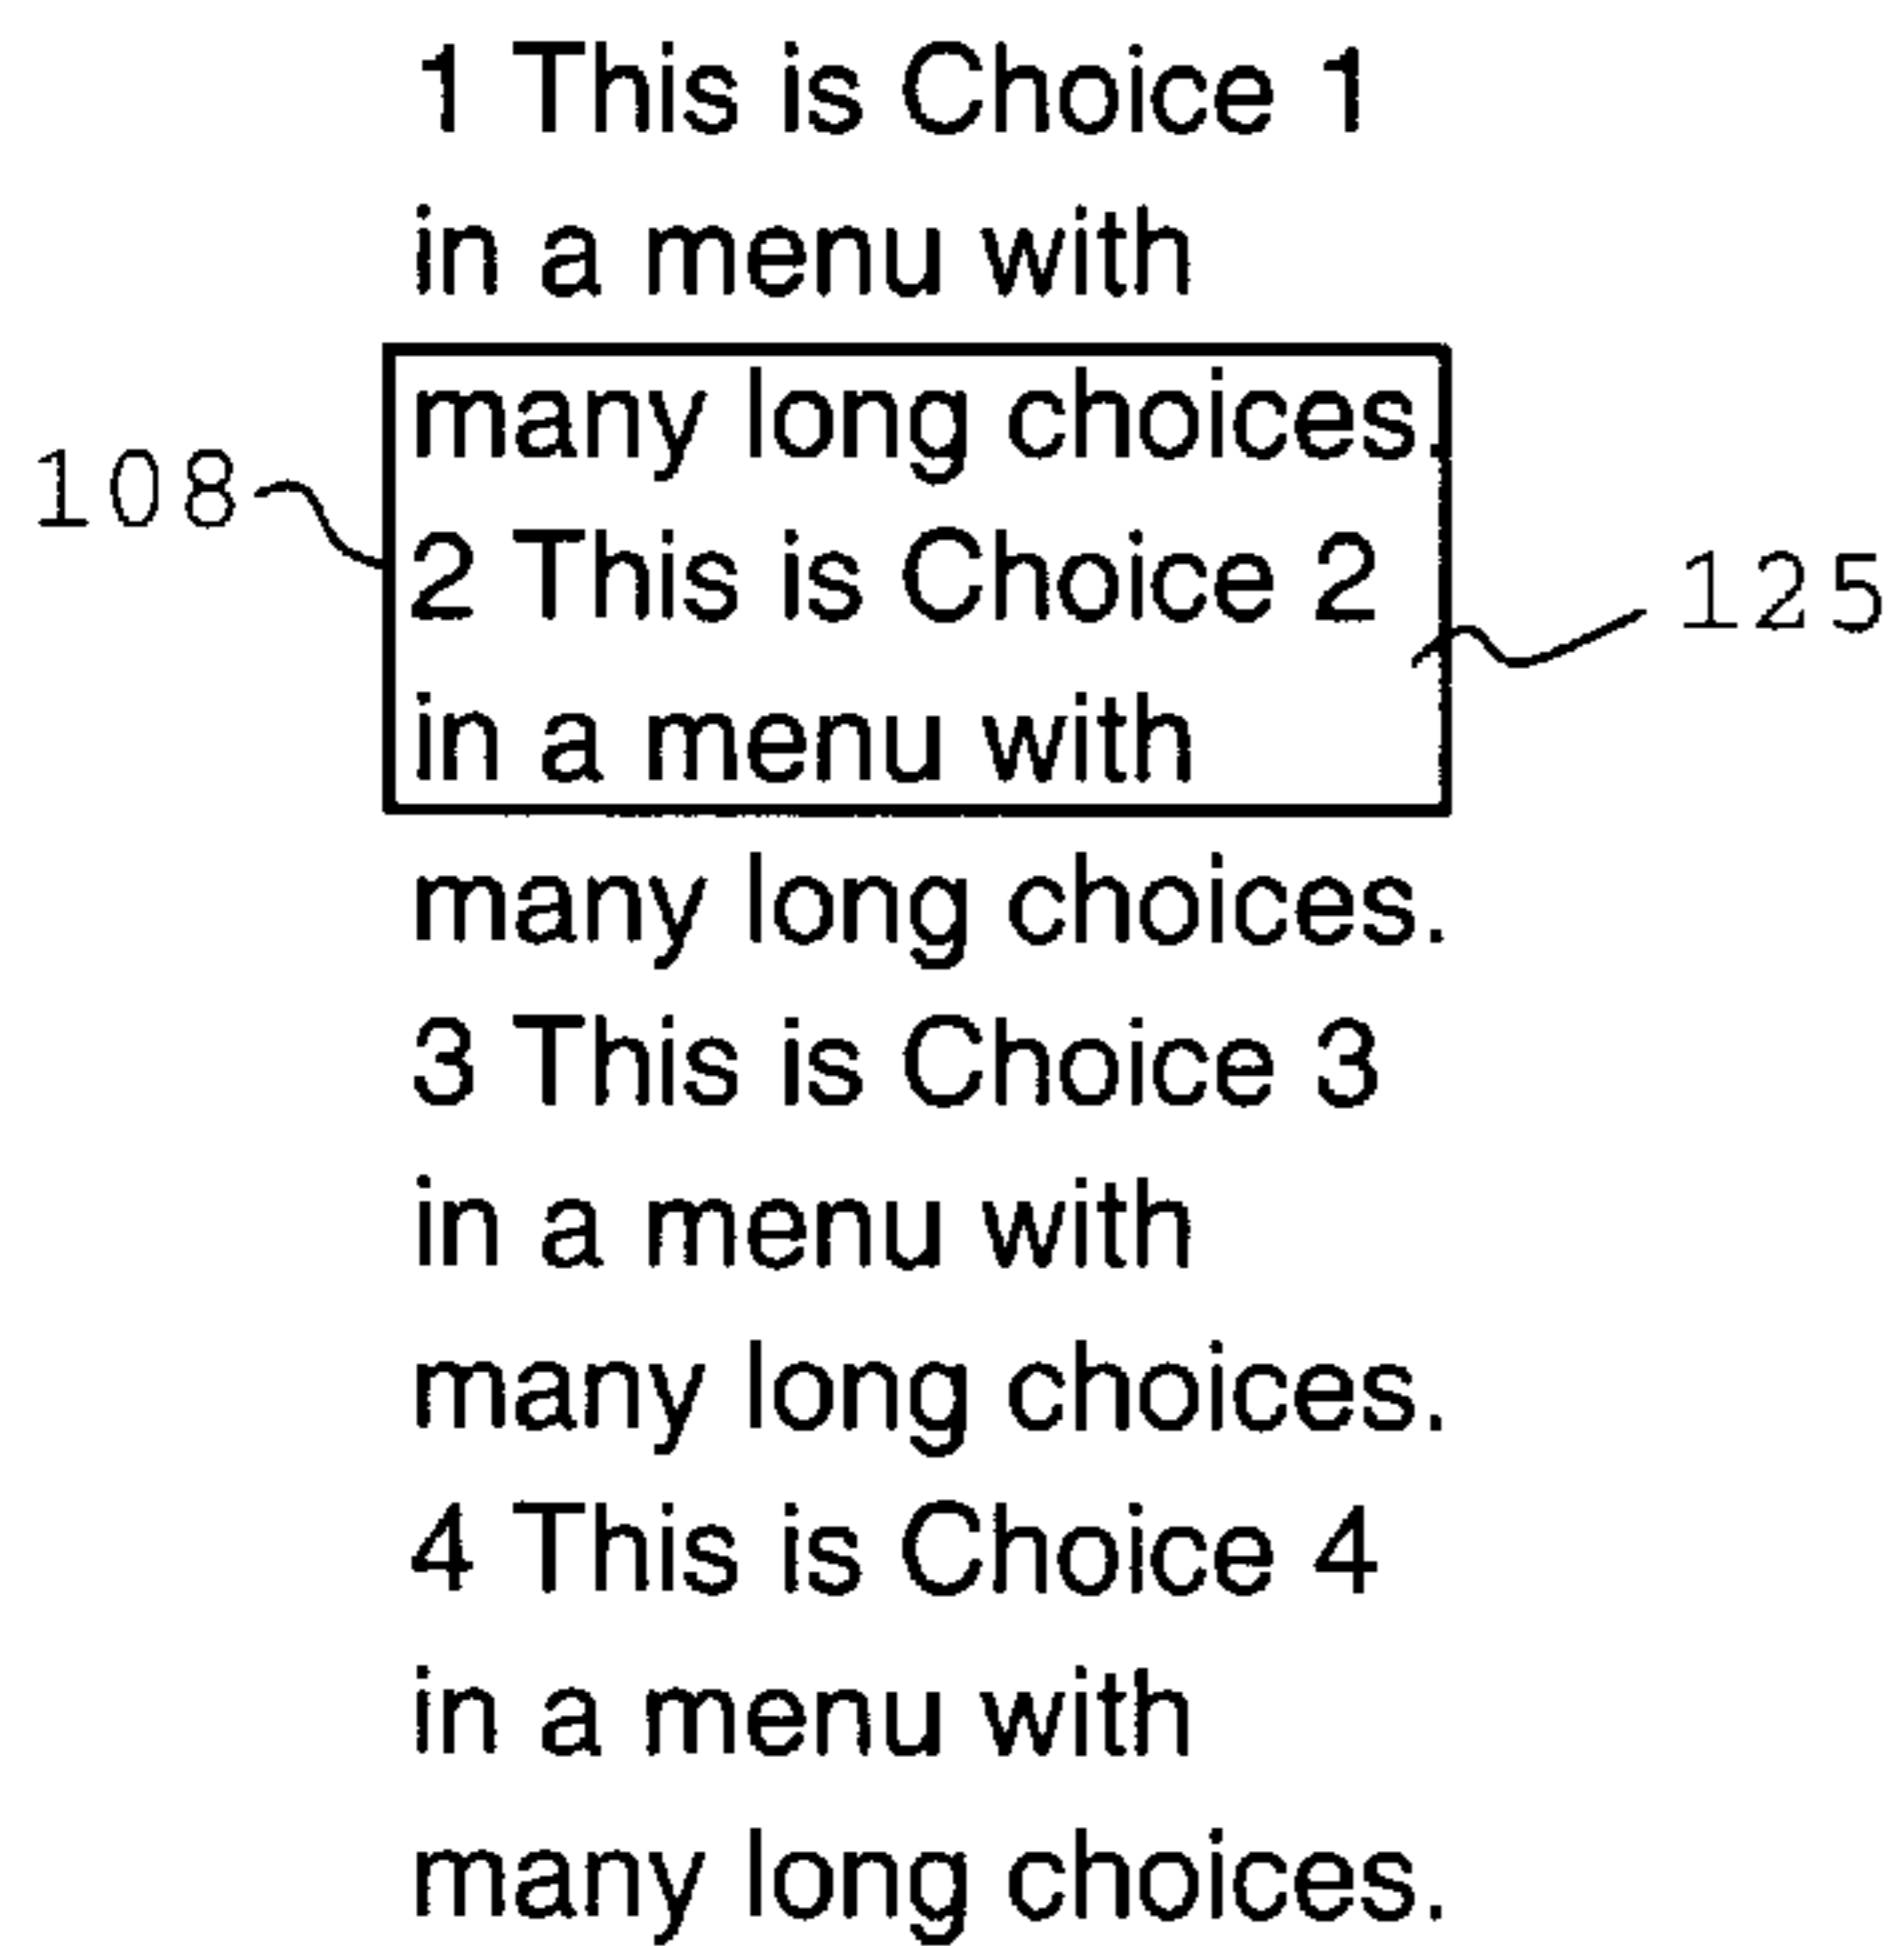 1 This is Choice 1
in a menu with
many long choices.
108
2 This is Choice 2
125
in a menu with
many long choices.
3 This is Choice 3
in a menu with
many long choices.
4 This is Choice 4
in a menu with
many long choices.